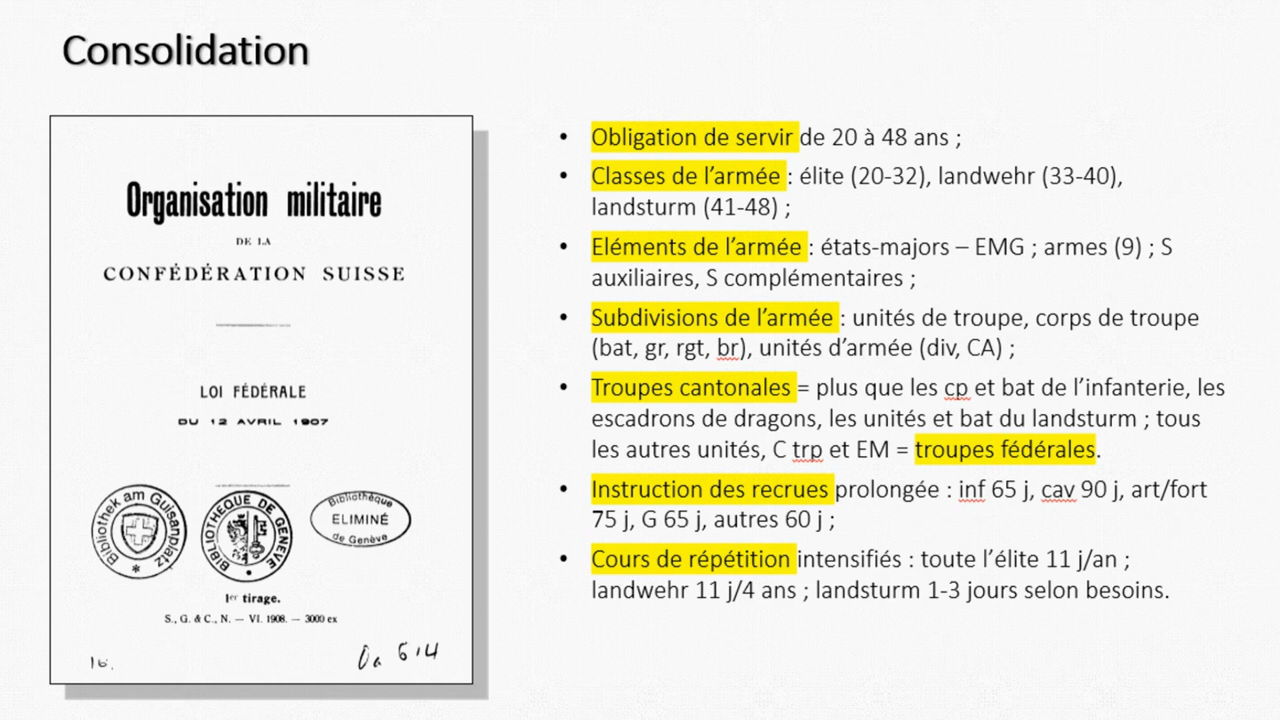 Consolidation
Organisation militaire
DE LA
CONFÉDÉRATION SUISSE
LOI FÉDÉRALE
DU 12 AVRIL 1907
Bibliothek am Guisanplatz
BIBLIOTHEQUE DE GENÈVE
Bibliothèque
ELIMINÉ
de Genève
1er tirage.
S., G. & C., N. — VI. 1908. — 3000 ex
16.
Oa 514
• Obligation de servir de 20 à 48 ans ;
• Classes de l’armée : élite (20-32), landwehr (33-40),
landsturm (41-48) ;
• Eléments de l’armée : états-majors – EMG ; armes (9) ; S
auxiliaires, S complémentaires ;
• Subdivisions de l’armée : unités de troupe, corps de troupe
(bat, gr, rgt, br), unités d’armée (div, CA) ;
• Troupes cantonales = plus que les cp et bat de l’infanterie, les
escadrons de dragons, les unités et bat du landsturm ; tous
les autres unités, C trp et EM = troupes fédérales.
• Instruction des recrues prolongée : inf 65 j, cav 90 j, art/fort
75 j, G 65 j, autres 60 j ;
• Cours de répétition intensifiés : toute l’élite 11 j/an ;
landwehr 11 j/4 ans ; landsturm 1-3 jours selon besoins.